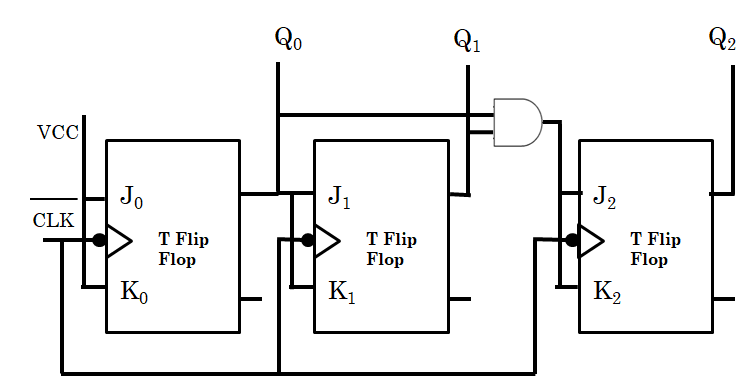 Q₀
Q₁
Q₂
VCC
J₀
J₁
J₂
CLK
T Flip
Flop
T Flip
Flop
T Flip
Flop
K₀
K₁
K₂